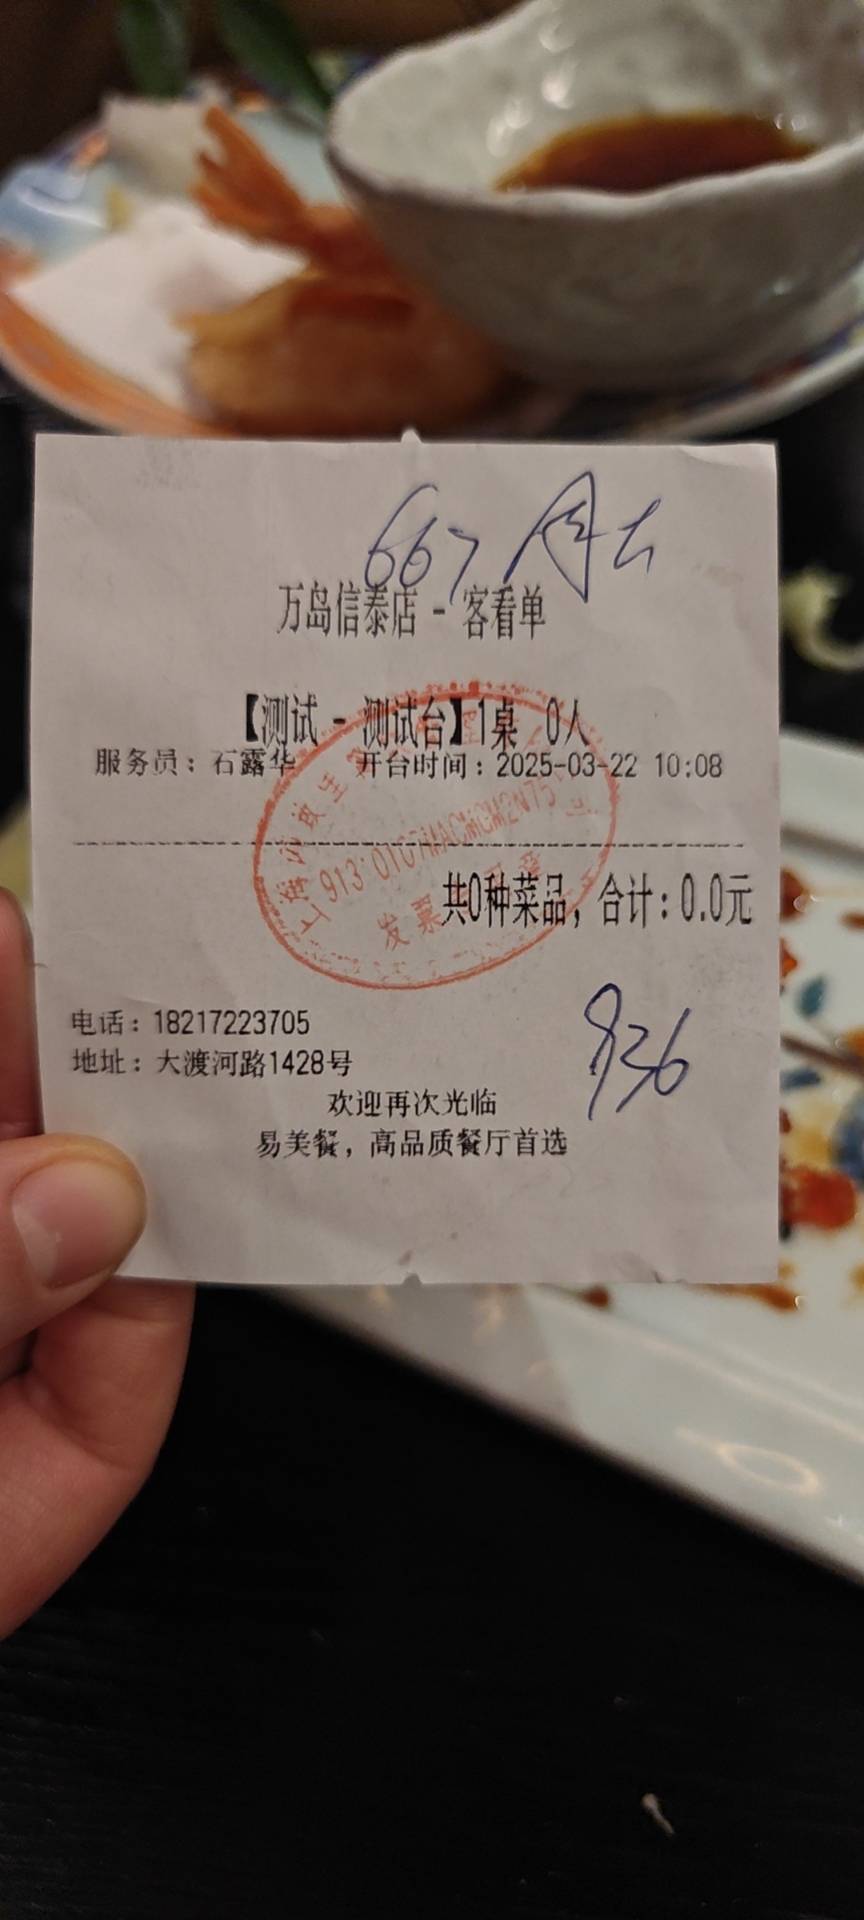 667
万岛信泰店 - 客看单
【测试 - 测试台】1桌 0人
服务员：石露华 开台时间：2025-03-22 10:08
共0种菜品，合计：0.0元
发票
电话：18217223705
936
地址：大渡河路1428号
欢迎再次光临
易美餐，高品质餐厅首选